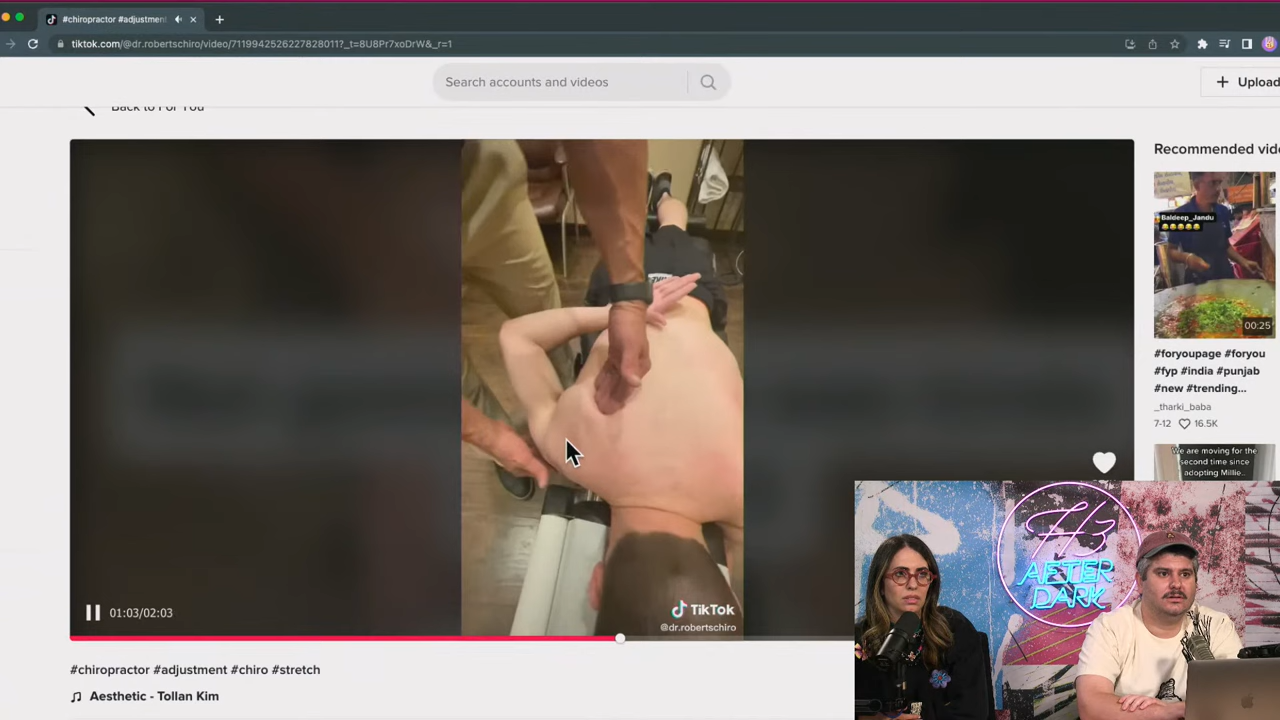 #chiropractor #adjustment
tiktok.com/@dr.robertschiro/video/7119942526227828011?_t=8U8Pr7xoDrW&_r=1
Search accounts and videos
Upload
Back to For You
Recommended vide
Baldeep_Jandu
00:25
#foryoupage #foryou
#fyp #india #punjab
#new #trending...
_tharki_baba
7-12 16.5K
We are moving for the
second time since
adopting Millie..
H3
AFTER
DARK
01:03/02:03
TikTok
@dr.robertschiro
#chiropractor #adjustment #chiro #stretch
Aesthetic - Tollan Kim